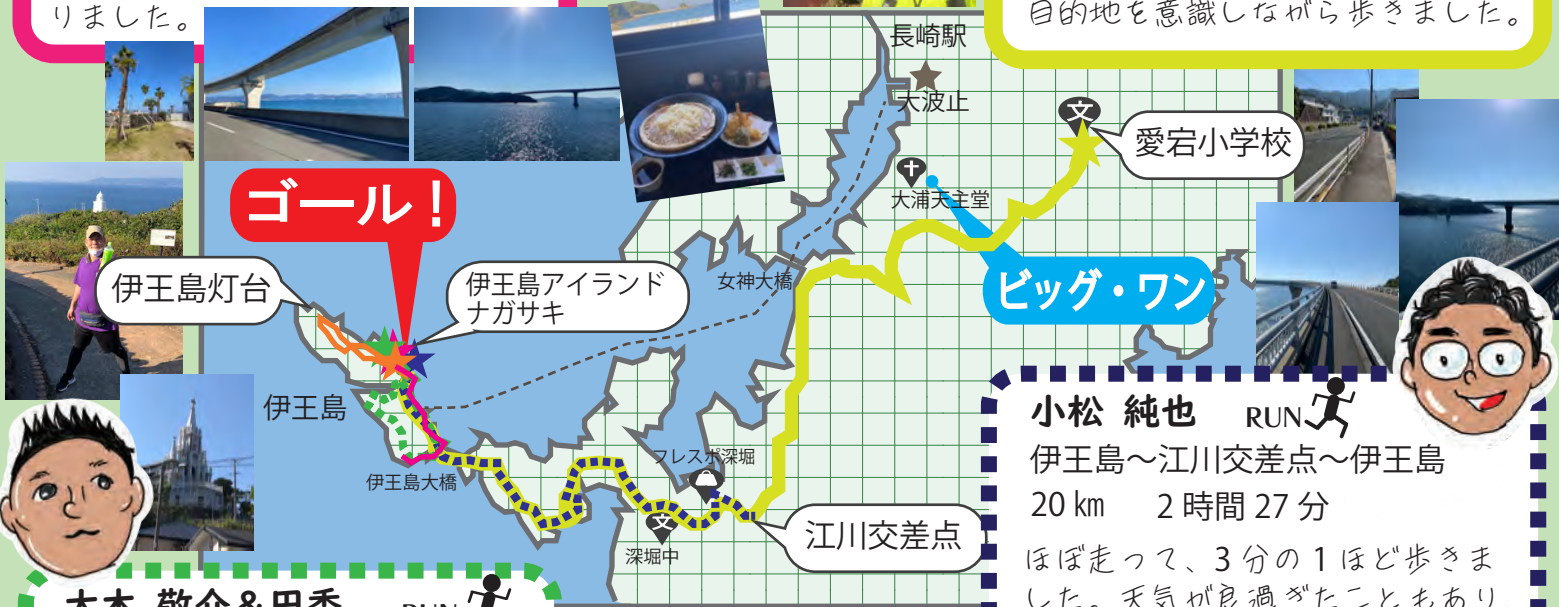 りました。
目的地を意識しながら歩きました。
長崎駅
大波止
文
愛宕小学校
大浦天主堂
ビッグ・ワン
女神大橋
ゴール！
伊王島灯台
伊王島アイランド
ナガサキ
伊王島
伊王島大橋
フレスポ深堀
文
深堀中
江川交差点
小松 純也 RUN
伊王島～江川交差点～伊王島
20 km 2 時間 27 分
ほぼ走って、3 分の 1 ほど歩きま
した。天気が良過ぎたこともあり
RUN